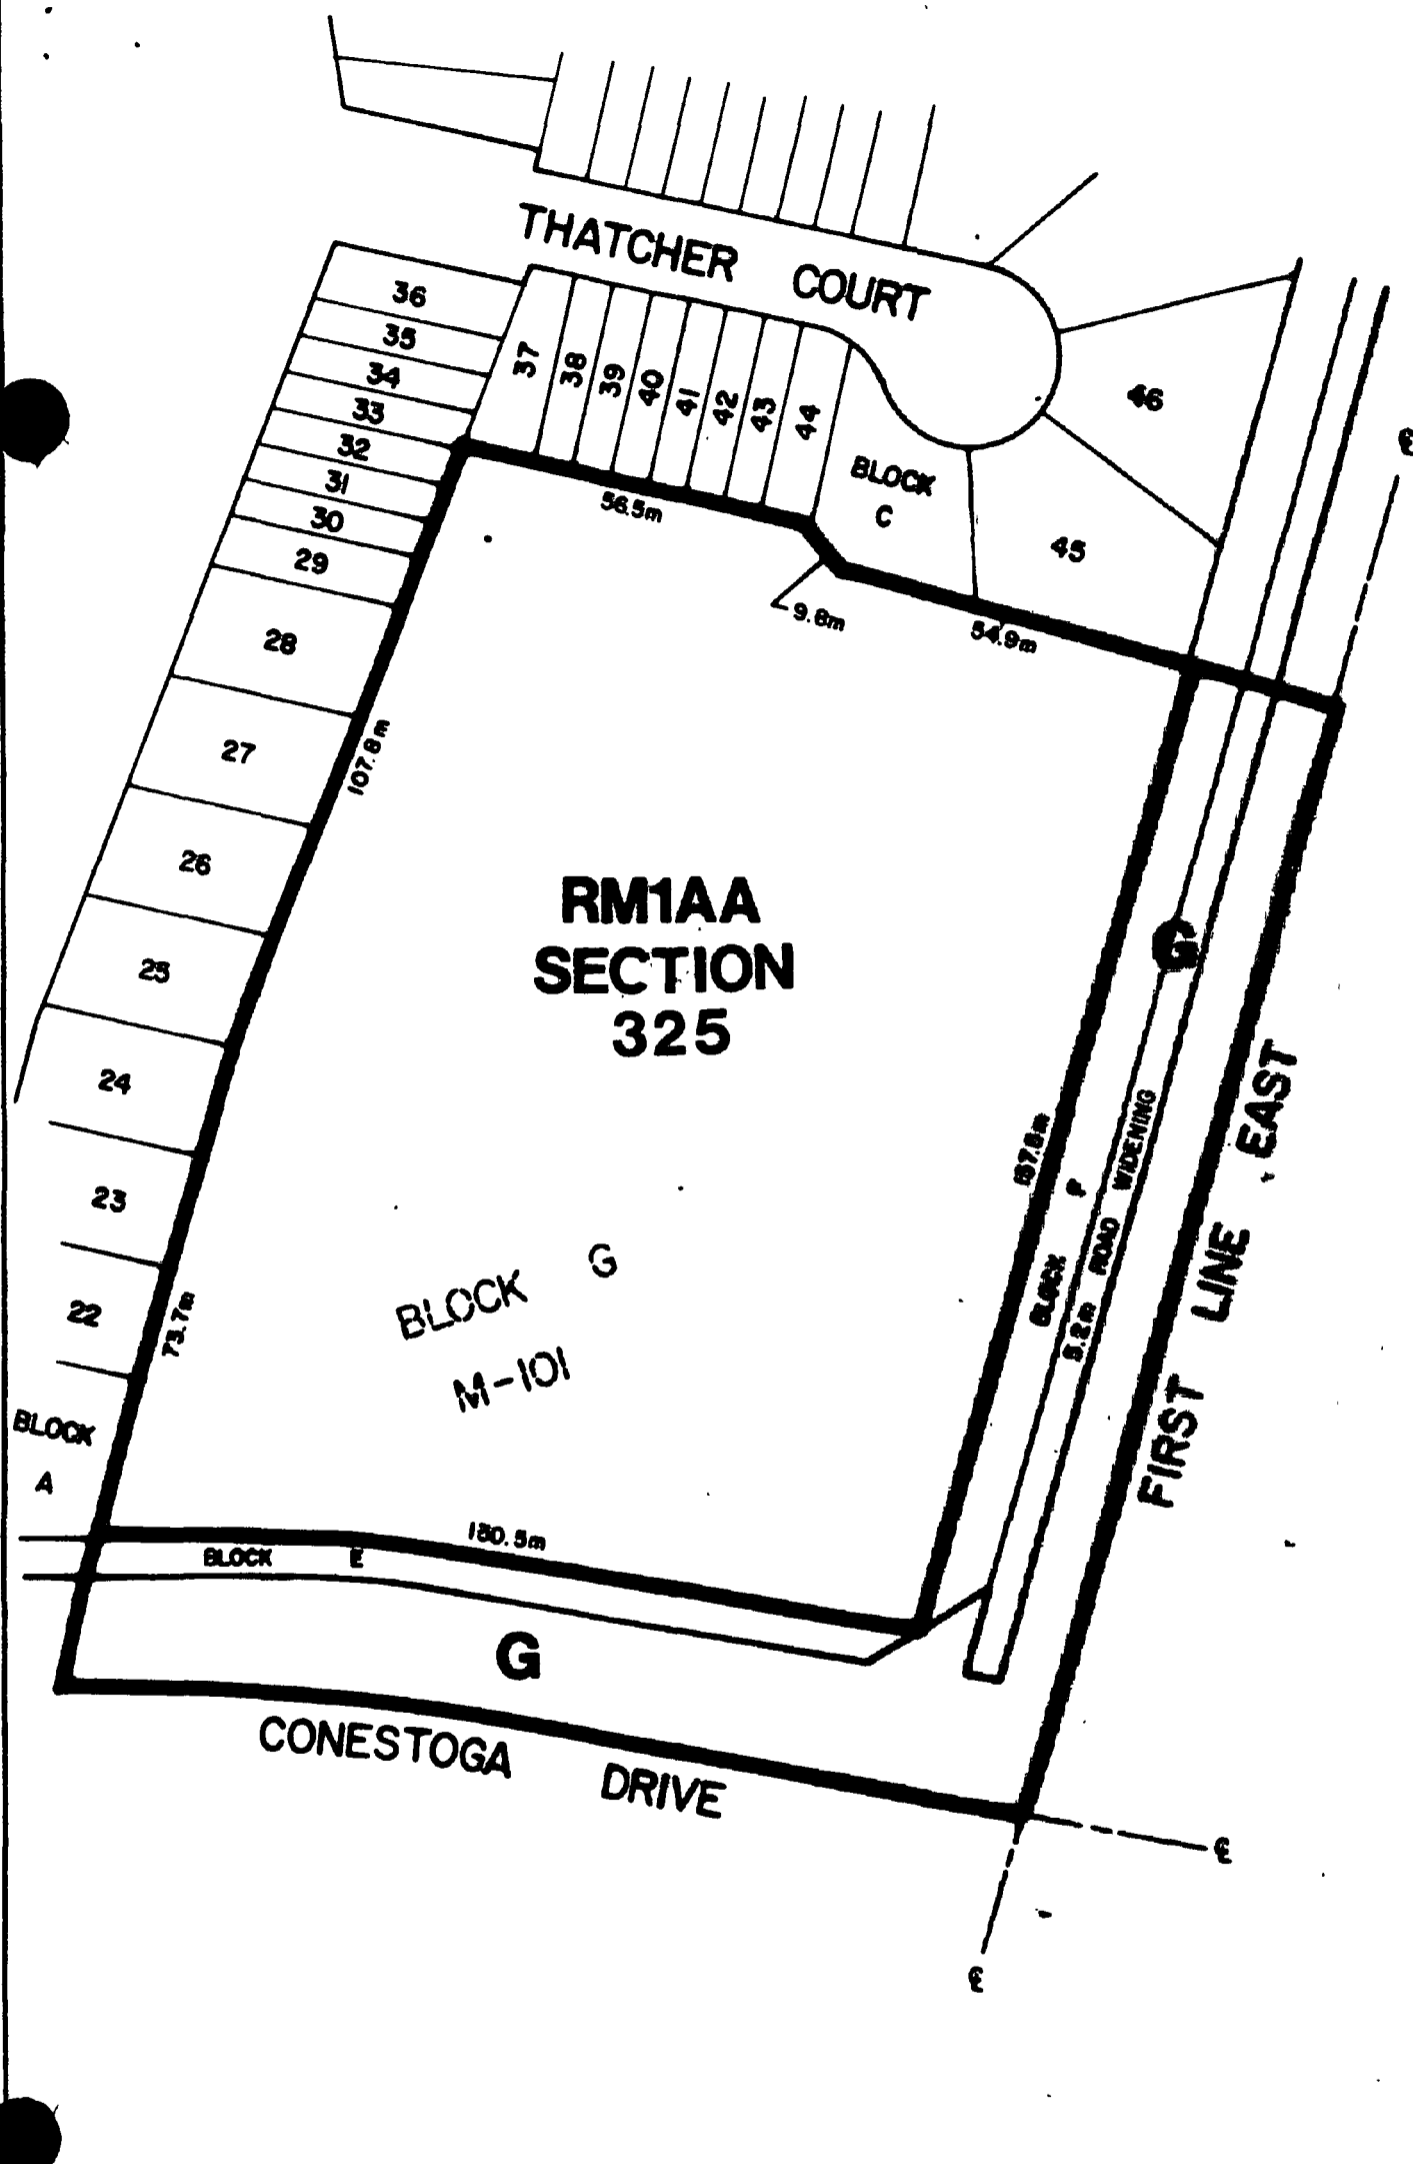 THATCHER COURT
36
35
34
33
32
31
30
29
28
27
26
25
24
23
22
37
38
39
40
41
42
43
44
BLOCK
C
45
46
56.5m
9.8m
54.9m
107.8m
73.7m
RM1AA
SECTION
325
BLOCK G
M-101
BLOCK
A
G
BLOCK
5.2m ROAD WIDENING
FIRST LINE EAST
BLOCK E
G
CONESTOGA DRIVE
℄
℄
℄